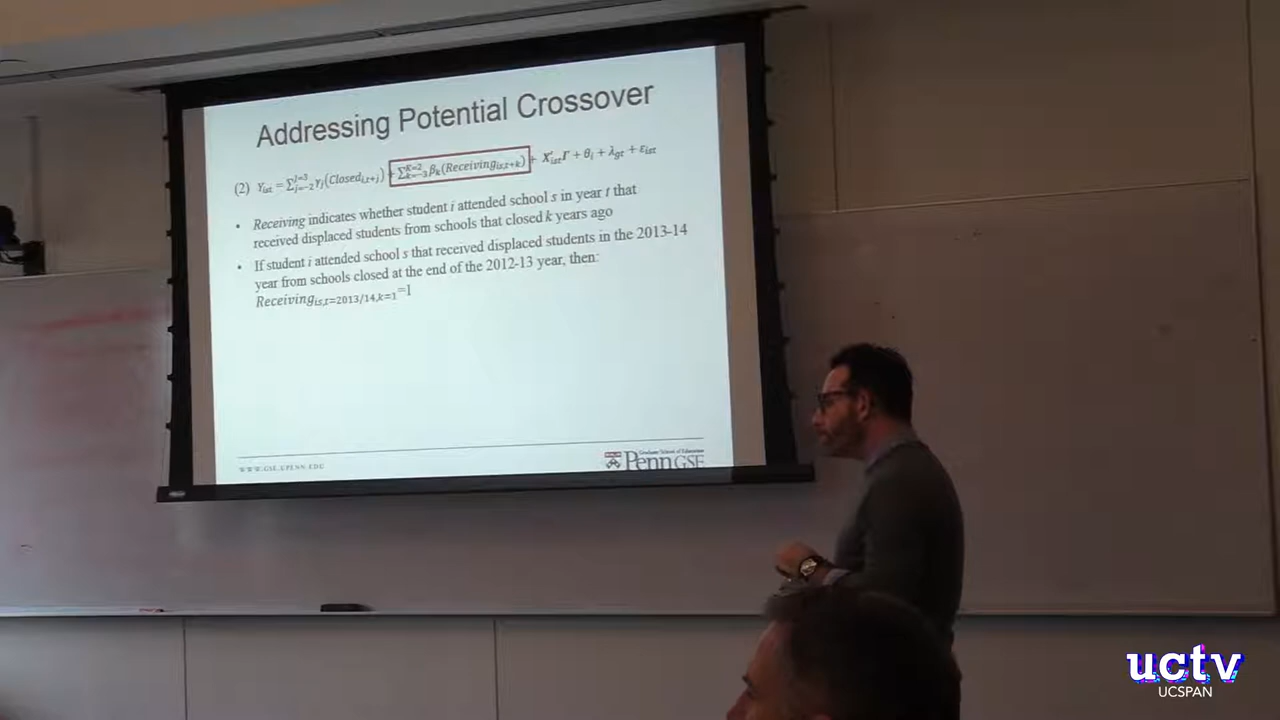 Addressing Potential Crossover
(2) Y_ist = Σ_{j=-2}^{J=3} γ_j(Closed_{i,t+j}) + Σ_{k=-3}^{K=2} β_k(Receiving_{is,t+k}) + X'_ist Γ + θ_i + λ_gt + ε_ist
• Receiving indicates whether student i attended school s in year t that
received displaced students from schools that closed k years ago
• If student i attended school s that received displaced students in the 2013-14
year from schools closed at the end of the 2012-13 year, then:
Receiving_{is,t=2013/14,k=1}=1
WWW.GSE.UPENN.EDU
Graduate School of Education
Penn GSE
uctv
UCSPAN